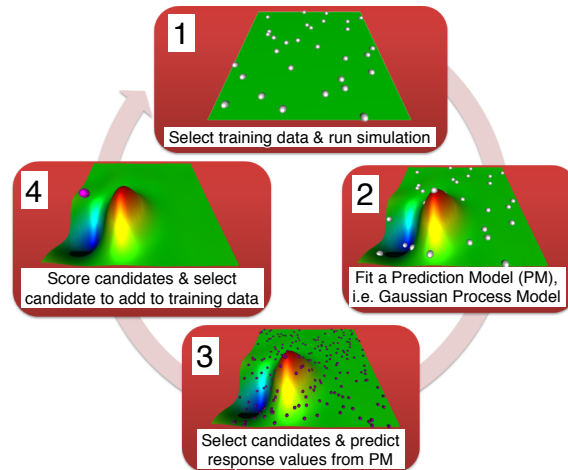 1
Select training data & run simulation
2
Fit a Prediction Model (PM),
i.e. Gaussian Process Model
3
Select candidates & predict
response values from PM
4
Score candidates & select
candidate to add to training data